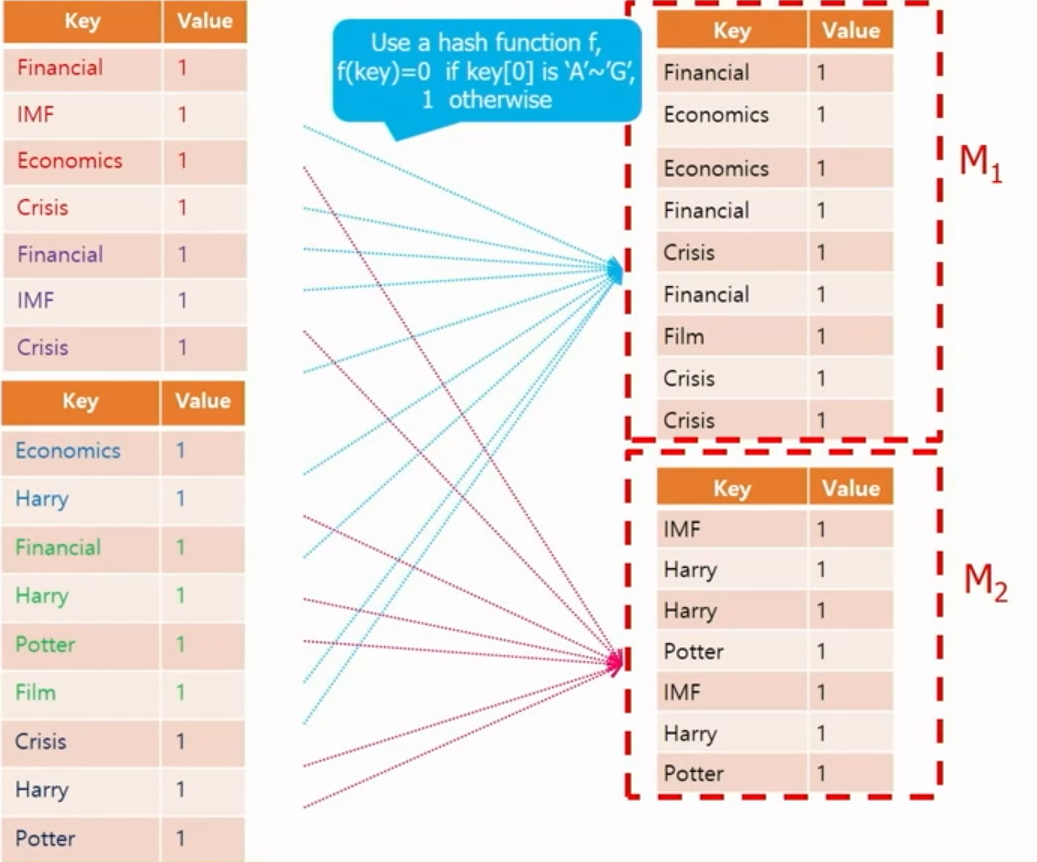 Key Value
Financial 1
IMF 1
Economics 1
Crisis 1
Financial 1
IMF 1
Crisis 1
Key Value
Economics 1
Harry 1
Financial 1
Harry 1
Potter 1
Film 1
Crisis 1
Harry 1
Potter 1
Use a hash function f,
f(key)=0 if key[0] is ‘A’~’G’,
1 otherwise
Key Value
Financial 1
Economics 1
Economics 1
Financial 1
Crisis 1
Financial 1
Film 1
Crisis 1
Crisis 1
M1
Key Value
IMF 1
Harry 1
Harry 1
Potter 1
IMF 1
Harry 1
Potter 1
M2